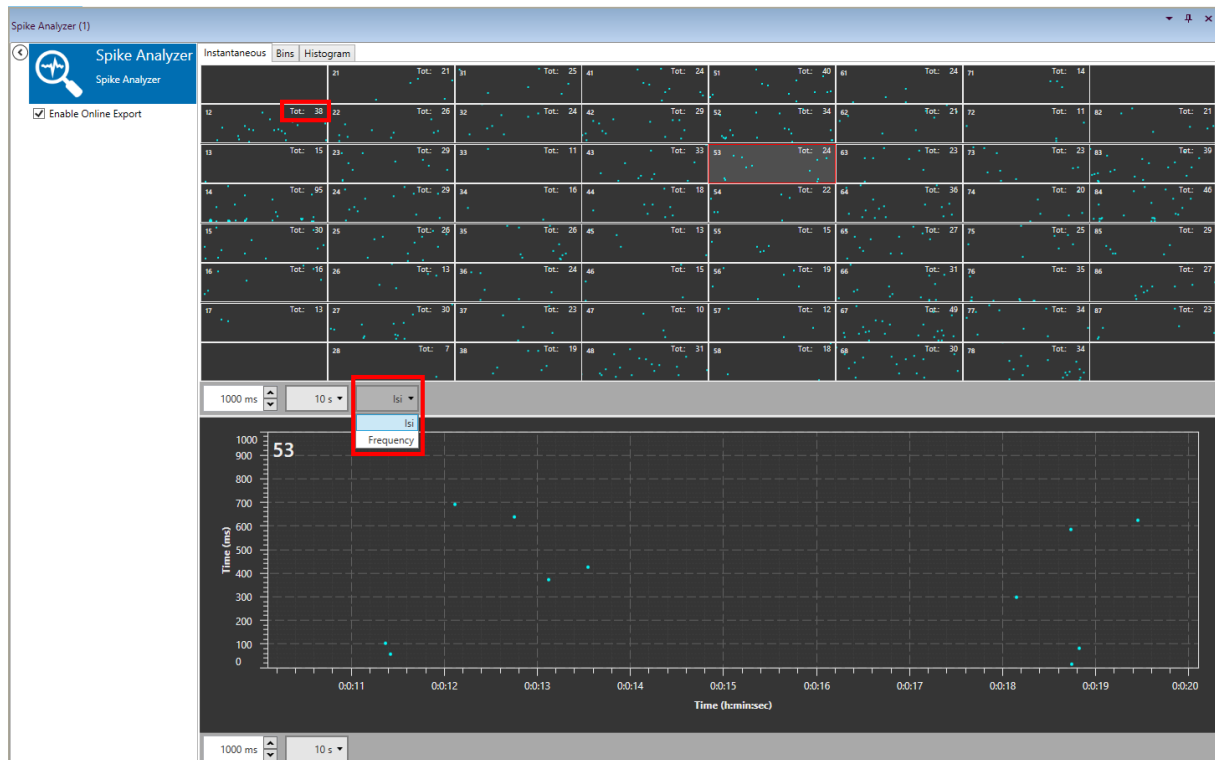 Spike Analyzer (1)
Spike Analyzer
Spike Analyzer
Enable Online Export
Instantaneous Bins Histogram
21 Tot.: 21 31 Tot.: 25 41 Tot.: 24 51 Tot.: 40 61 Tot.: 24 71 Tot.: 14
12 Tot.: 38 22 Tot.: 26 32 Tot.: 24 42 Tot.: 29 52 Tot.: 34 62 Tot.: 21 72 Tot.: 11 82 Tot.: 21
13 Tot.: 15 23 Tot.: 29 33 Tot.: 11 43 Tot.: 33 53 Tot.: 24 63 Tot.: 23 73 Tot.: 23 83 Tot.: 39
14 Tot.: 95 24 Tot.: 29 34 Tot.: 16 44 Tot.: 18 54 Tot.: 22 64 Tot.: 36 74 Tot.: 20 84 Tot.: 46
15 Tot.: 30 25 Tot.: 26 35 Tot.: 26 45 Tot.: 13 55 Tot.: 15 65 Tot.: 27 75 Tot.: 25 85 Tot.: 29
16 Tot.: 16 26 Tot.: 13 36 Tot.: 24 46 Tot.: 15 56 Tot.: 19 66 Tot.: 31 76 Tot.: 35 86 Tot.: 27
17 Tot.: 13 27 Tot.: 30 37 Tot.: 23 47 Tot.: 10 57 Tot.: 12 67 Tot.: 49 77 Tot.: 34 87 Tot.: 23
28 Tot.: 7 38 Tot.: 19 48 Tot.: 31 58 Tot.: 18 68 Tot.: 30 78 Tot.: 34
1000 ms 10 s Isi
Isi
Frequency
53
1000
900
800
700
600
500
400
300
200
100
0
Time (ms)
0:0:11 0:0:12 0:0:13 0:0:14 0:0:15 0:0:16 0:0:17 0:0:18 0:0:19 0:0:20
Time (h:min:sec)
1000 ms 10 s